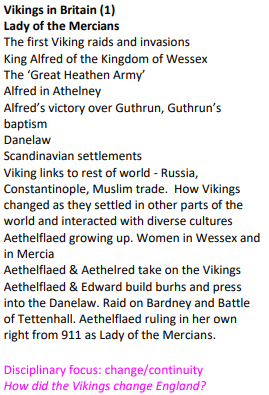 Vikings in Britain (1)
Lady of the Mercians
The first Viking raids and invasions
King Alfred of the Kingdom of Wessex
The ‘Great Heathen Army’
Alfred in Athelney
Alfred’s victory over Guthrun, Guthrun’s
baptism
Danelaw
Scandinavian settlements
Viking links to rest of world - Russia,
Constantinople, Muslim trade.  How Vikings
changed as they settled in other parts of the
world and interacted with diverse cultures
Aethelflaed growing up. Women in Wessex and
in Mercia
Aethelflaed & Aethelred take on the Vikings
Aethelflaed & Edward build burhs and press
into the Danelaw. Raid on Bardney and Battle
of Tettenhall. Aethelflaed ruling in her own
right from 911 as Lady of the Mercians.
Disciplinary focus: change/continuity
How did the Vikings change England?